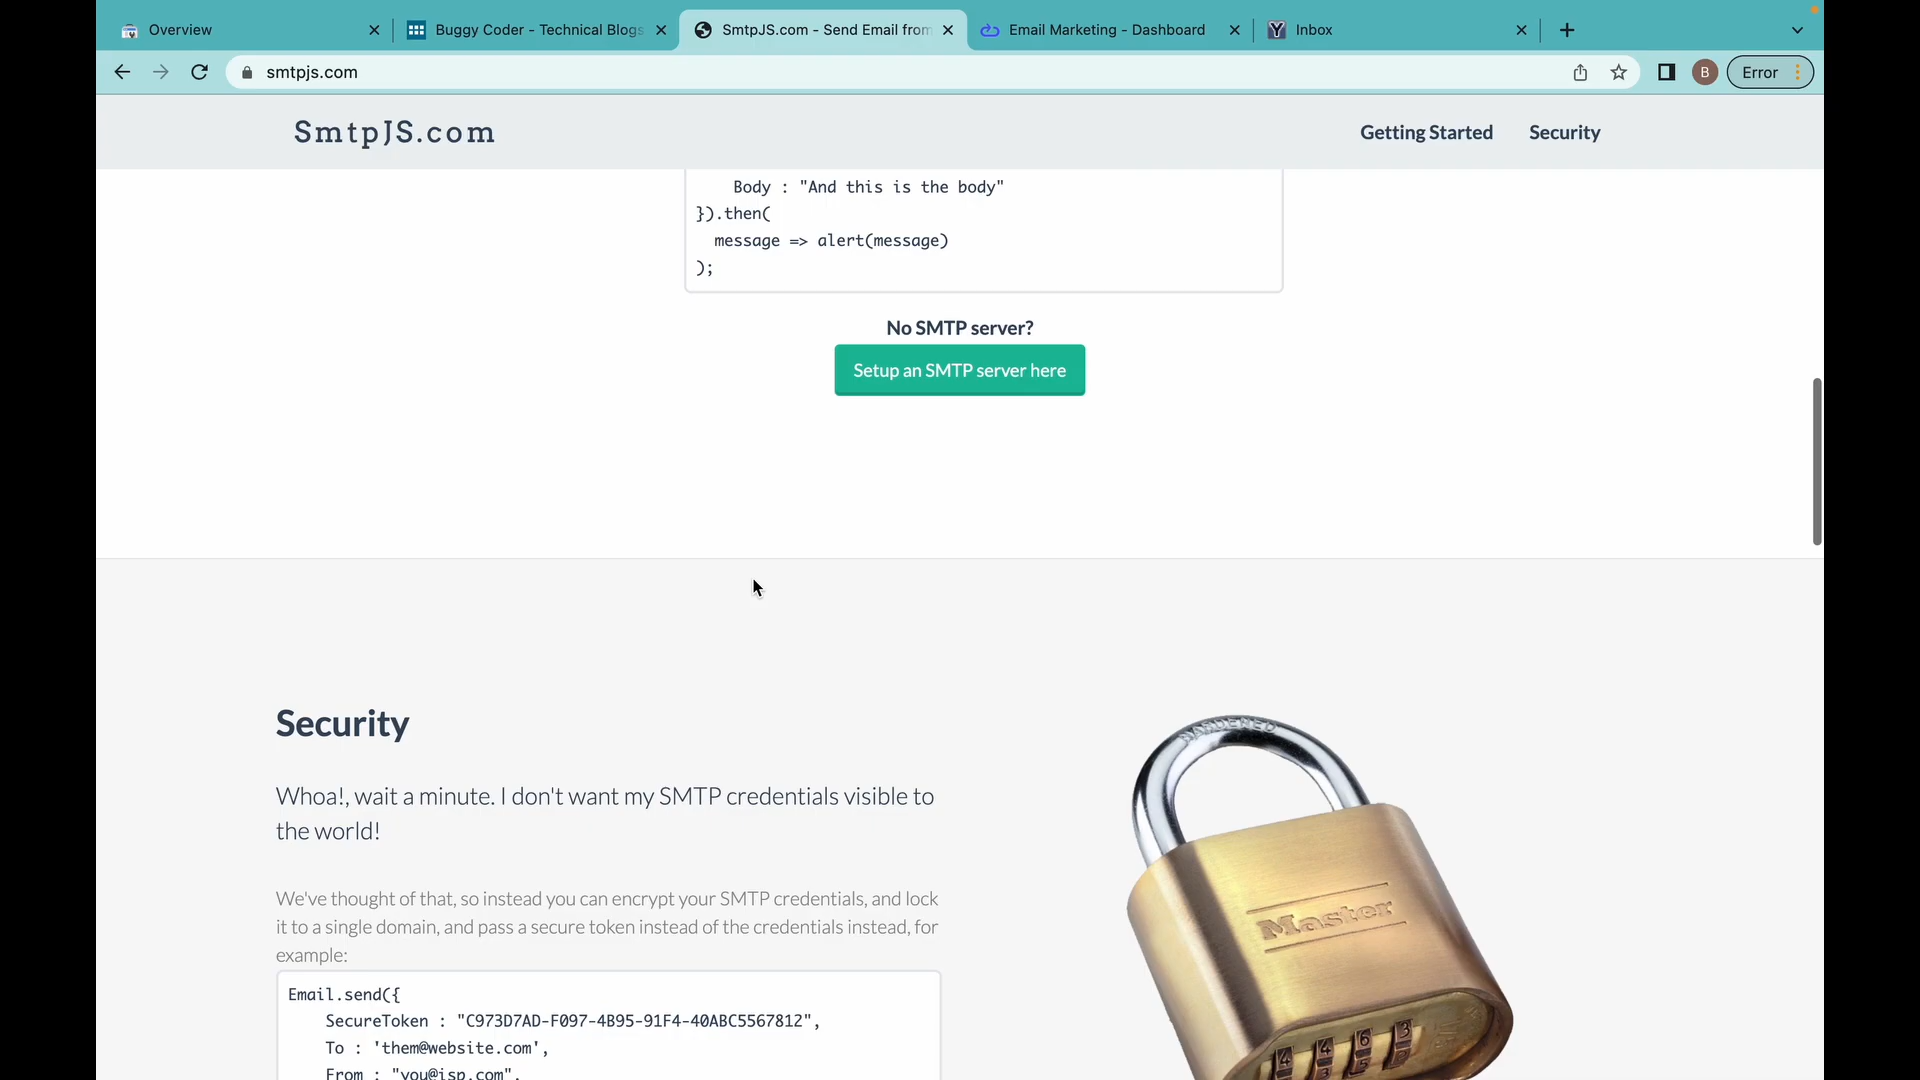 Overview
Buggy Coder - Technical Blogs
SmtpJS.com - Send Email from
Email Marketing - Dashboard
Inbox
smtpjs.com
B
Error
SmtpJS.com
Getting Started
Security
Body : "And this is the body"
}).then(
message => alert(message)
);
No SMTP server?
Setup an SMTP server here
Security
Whoa!, wait a minute. I don't want my SMTP credentials visible to
the world!
We've thought of that, so instead you can encrypt your SMTP credentials, and lock
it to a single domain, and pass a secure token instead of the credentials instead, for
example:
Email.send({
SecureToken : "C973D7AD-F097-4B95-91F4-40ABC5567812",
To : 'them@website.com',
From : "you@isp.com",
HARDENED
Master
4 4 6 3